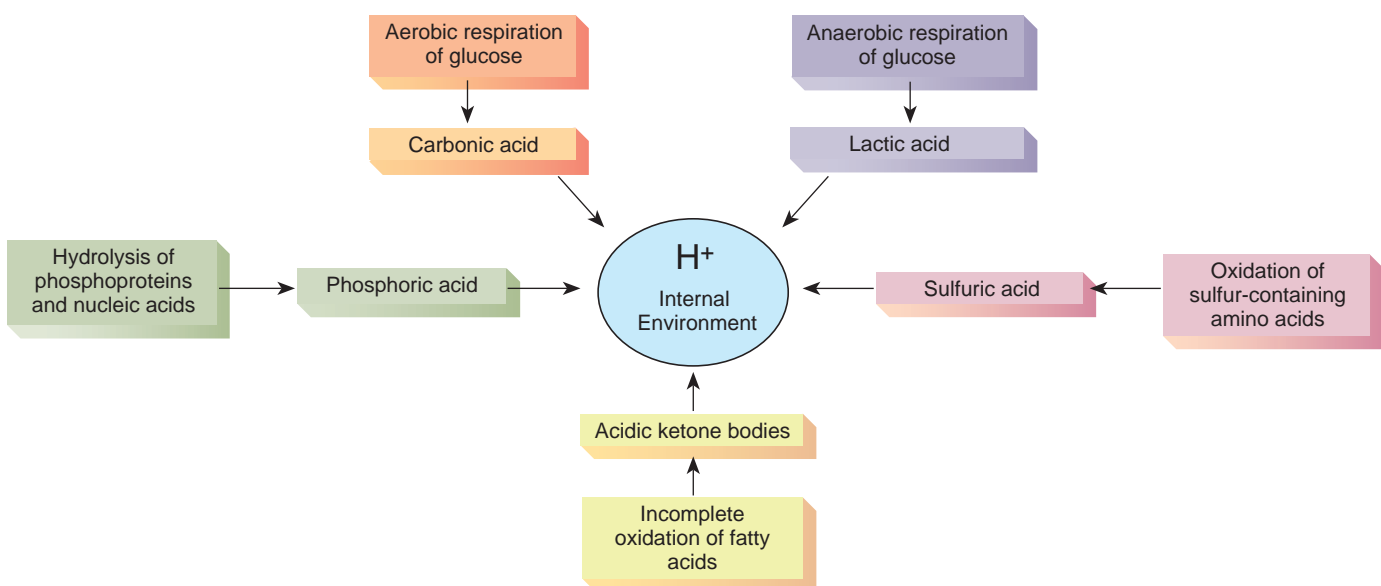 Aerobic respiration
of glucose
Anaerobic respiration
of glucose
Carbonic acid
Lactic acid
Hydrolysis of
phosphoproteins
and nucleic acids
Phosphoric acid
H+
Internal
Environment
Sulfuric acid
Oxidation of
sulfur-containing
amino acids
Acidic ketone bodies
Incomplete
oxidation of fatty
acids